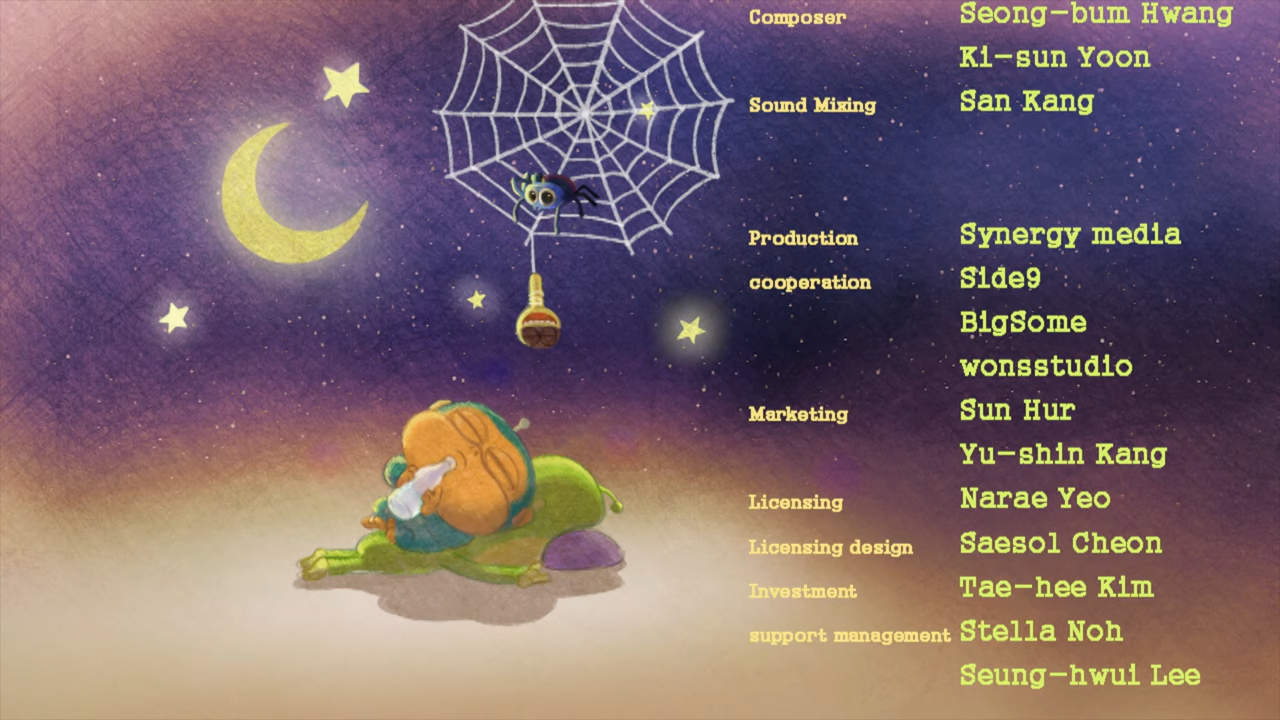 Composer Seong-bum Hwang
Ki-sun Yoon
Sound Mixing San Kang
Production Synergy media
cooperation Side9
BigSome
wonsstudio
Marketing Sun Hur
Yu-shin Kang
Licensing Narae Yeo
Licensing design Saesol Cheon
Investment Tae-hee Kim
support management Stella Noh
Seung-hwui Lee